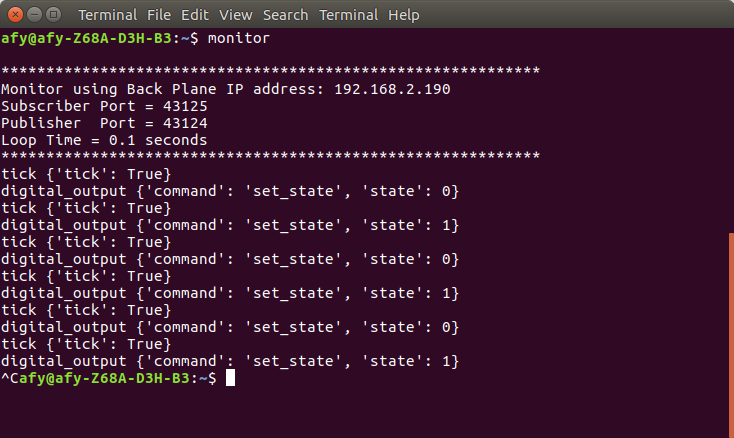 Terminal File Edit View Search Terminal Help
afy@afy-Z68A-D3H-B3:~$ monitor
************************************************************
Monitor using Back Plane IP address: 192.168.2.190
Subscriber Port = 43125
Publisher  Port = 43124
Loop Time = 0.1 seconds
************************************************************
tick {'tick': True}
digital_output {'command': 'set_state', 'state': 0}
tick {'tick': True}
digital_output {'command': 'set_state', 'state': 1}
tick {'tick': True}
digital_output {'command': 'set_state', 'state': 0}
tick {'tick': True}
digital_output {'command': 'set_state', 'state': 1}
tick {'tick': True}
digital_output {'command': 'set_state', 'state': 0}
tick {'tick': True}
digital_output {'command': 'set_state', 'state': 1}
^Cafy@afy-Z68A-D3H-B3:~$